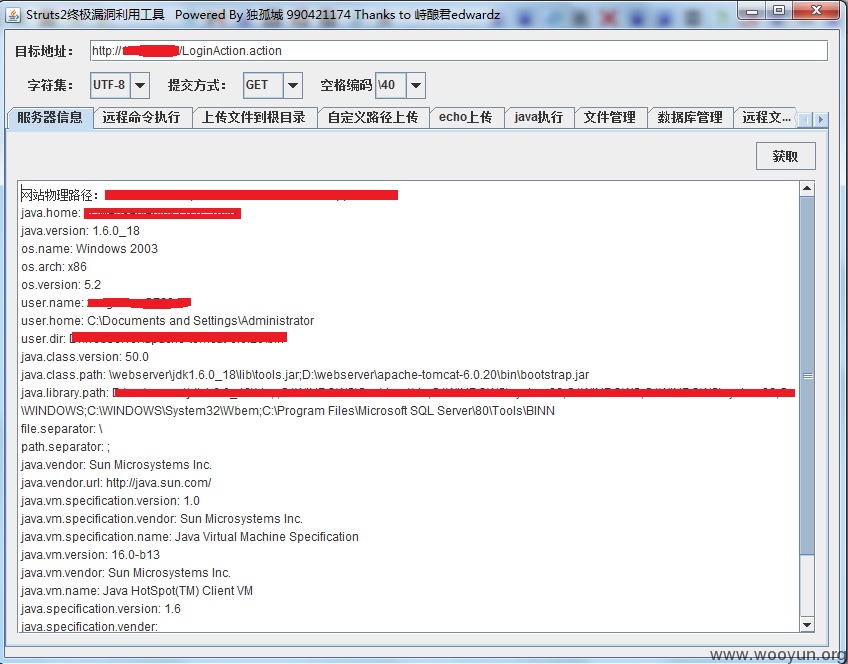 Struts2终极漏洞利用工具 Powered By 独孤城 990421174 Thanks to 峙酿君edwardz
目标地址： http:// /LoginAction.action
字符集： UTF-8 提交方式： GET 空格编码 \40
服务器信息 远程命令执行 上传文件到根目录 自定义路径上传 echo上传 java执行 文件管理 数据库管理 远程文...
获取
网站物理路径：
java.home:
java.version: 1.6.0_18
os.name: Windows 2003
os.arch: x86
os.version: 5.2
user.name:
user.home: C:\Documents and Settings\Administrator
user.dir:
java.class.version: 50.0
java.class.path: \webserver\jdk1.6.0_18\lib\tools.jar;D:\webserver\apache-tomcat-6.0.20\bin\bootstrap.jar
java.library.path:
\WINDOWS;C:\WINDOWS\System32\Wbem;C:\Program Files\Microsoft SQL Server\80\Tools\BINN
file.separator: \
path.separator: ;
java.vendor: Sun Microsystems Inc.
java.vendor.url: http://java.sun.com/
java.vm.specification.version: 1.0
java.vm.specification.vendor: Sun Microsystems Inc.
java.vm.specification.name: Java Virtual Machine Specification
java.vm.version: 16.0-b13
java.vm.vendor: Sun Microsystems Inc.
java.vm.name: Java HotSpot(TM) Client VM
java.specification.version: 1.6
java.specification.vender:
www.wooyun.org